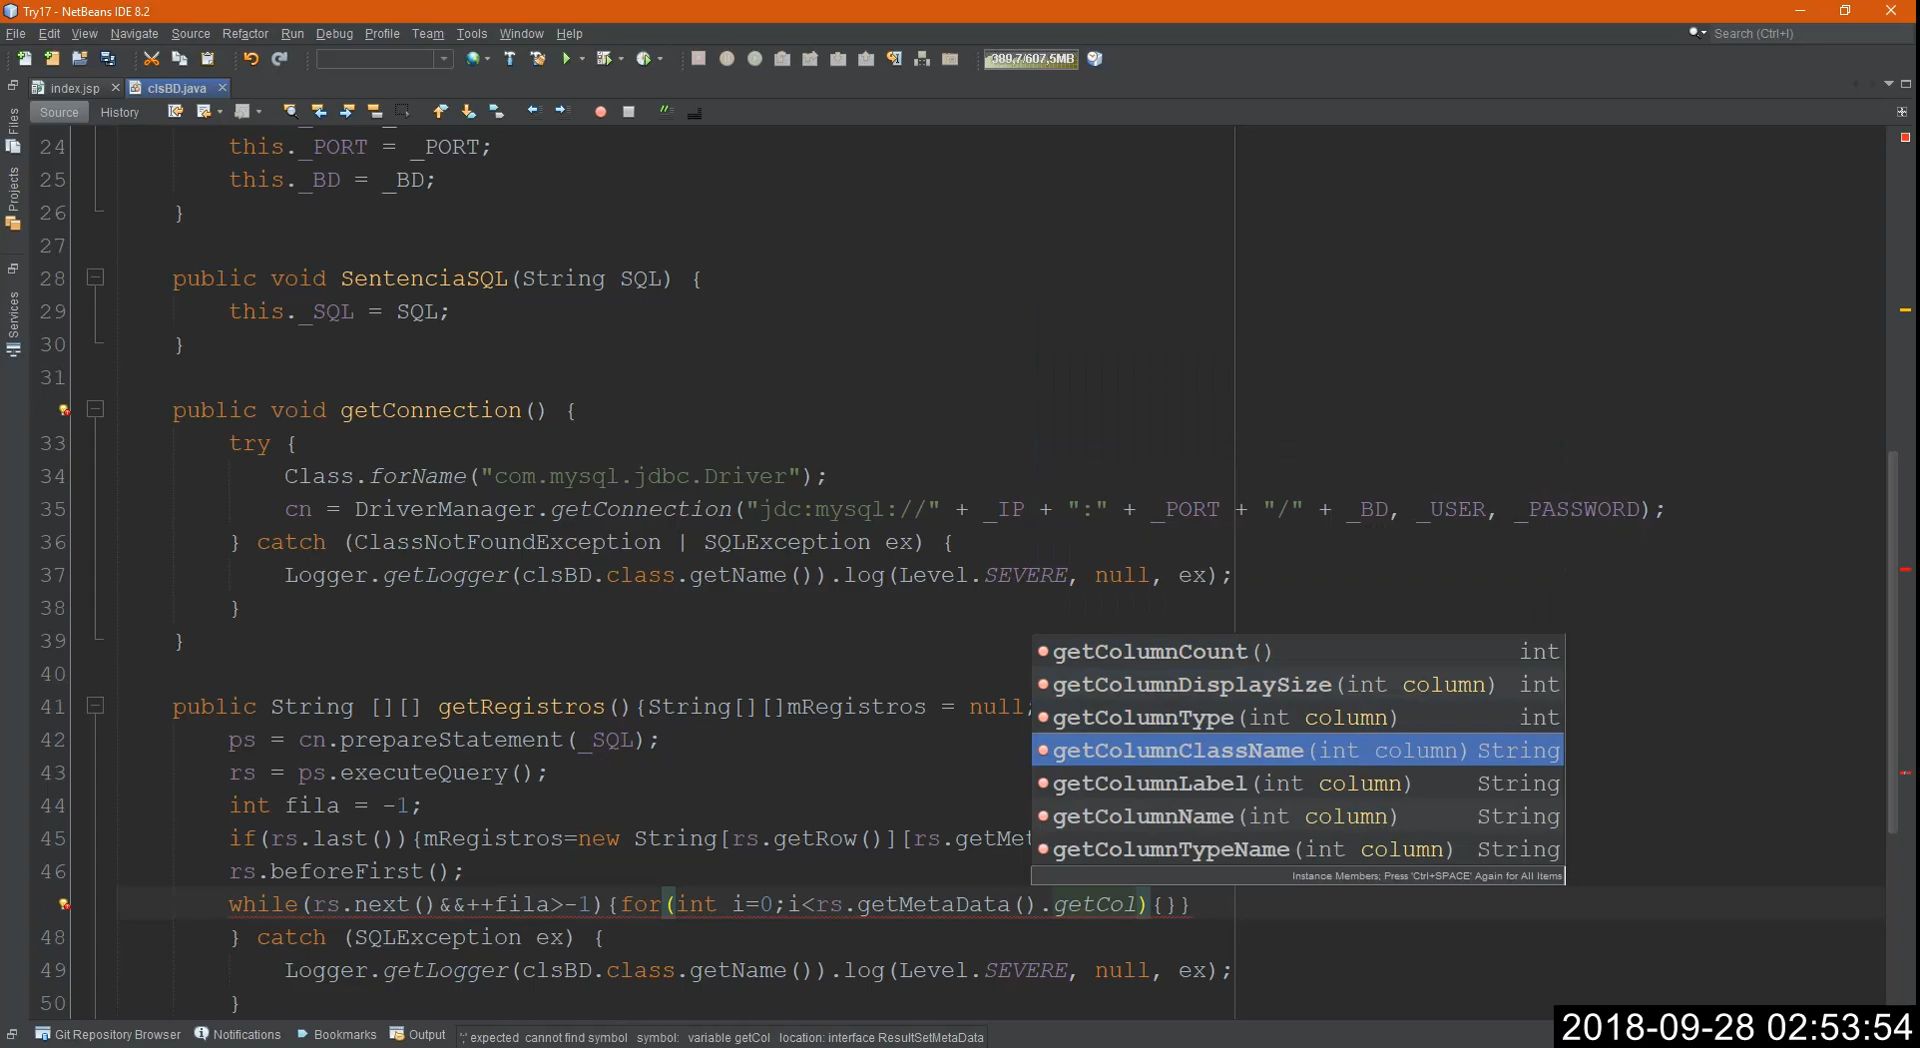 Try17 - NetBeans IDE 8.2
File Edit View Navigate Source Refactor Run Debug Profile Team Tools Window Help
Search (Ctrl+I)
380,7/607,5MB
index.jsp
clsBD.java
Source History
Files
Projects
Services
24 this._PORT = _PORT;
25 this._BD = _BD;
26 }
27
28 public void SentenciaSQL(String SQL) {
29 this._SQL = SQL;
30 }
31
public void getConnection() {
33 try {
34 Class.forName("com.mysql.jdbc.Driver");
35 cn = DriverManager.getConnection("jdc:mysql://" + _IP + ":" + _PORT + "/" + _BD, _USER, _PASSWORD);
36 } catch (ClassNotFoundException | SQLException ex) {
37 Logger.getLogger(clsBD.class.getName()).log(Level.SEVERE, null, ex);
38 }
39 }
40
41 public String [][] getRegistros(){String[][]mRegistros = null;
42 ps = cn.prepareStatement(_SQL);
43 rs = ps.executeQuery();
44 int fila = -1;
45 if(rs.last()){mRegistros=new String[rs.getRow()][rs.getMet
46 rs.beforeFirst();
while(rs.next()&&++fila>-1){for(int i=0;i<rs.getMetaData().getCol){}}
48 } catch (SQLException ex) {
49 Logger.getLogger(clsBD.class.getName()).log(Level.SEVERE, null, ex);
50 }
getColumnCount() int
getColumnDisplaySize(int column) int
getColumnType(int column) int
getColumnClassName(int column) String
getColumnLabel(int column) String
getColumnName(int column) String
getColumnTypeName(int column) String
Instance Members; Press 'Ctrl+SPACE' Again for All Items
Git Repository Browser Notifications Bookmarks Output
';' expected cannot find symbol symbol: variable getCol location: interface ResultSetMetaData
2018-09-28 02:53:54